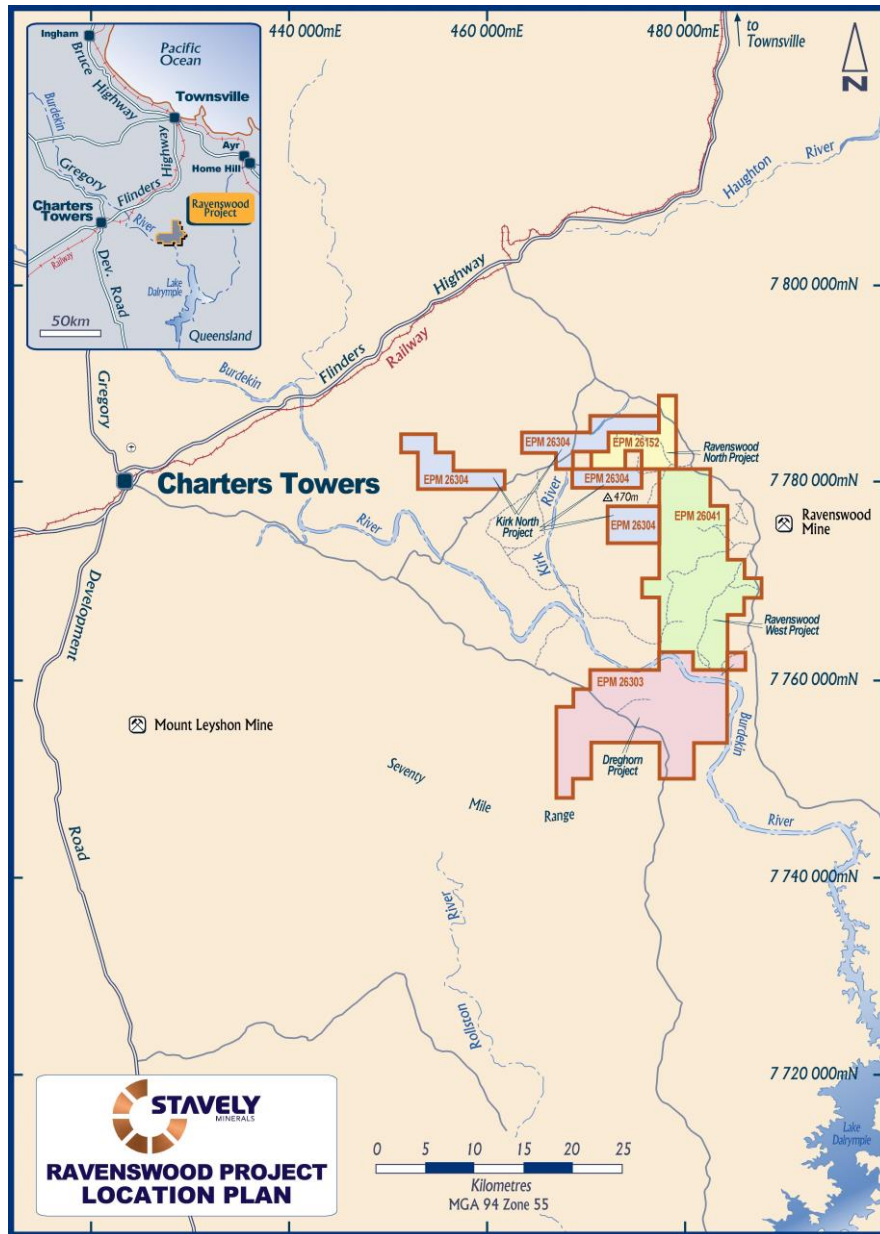 440 000mE
460 000mE
480 000mE
to
Townsville
N
Ingham
Bruce
Highway
Pacific
Ocean
Burdekin
Townsville
Highway
Ayr
Home Hill
Gregory
Flinders
Charters
Towers
River
Ravenswood
Project
Railway
Dev.
Road
Lake
Dalrymple
50km
Queensland
Haughton
River
7 800 000mN
Highway
Flinders
Railway
Burdekin
Gregory
EPM 26304
EPM 26152
EPM 26304
Ravenswood
North Project
EPM 26304
7 780 000mN
Charters Towers
River
470m
Kirk North
Project
EPM 26304
EPM 26041
Ravenswood
Mine
River
Kirk
Development
Ravenswood
West Project
7 760 000mN
EPM 26303
Mount Leyshon Mine
Burdekin
Dreghorn
Project
Seventy
Mile
Range
River
Road
7 740 000mN
River
Rollston
7 720 000mN
Lake
Dalrymple
STAVELY
MINERALS
RAVENSWOOD PROJECT
LOCATION PLAN
0 5 10 15 20 25
Kilometres
MGA 94 Zone 55